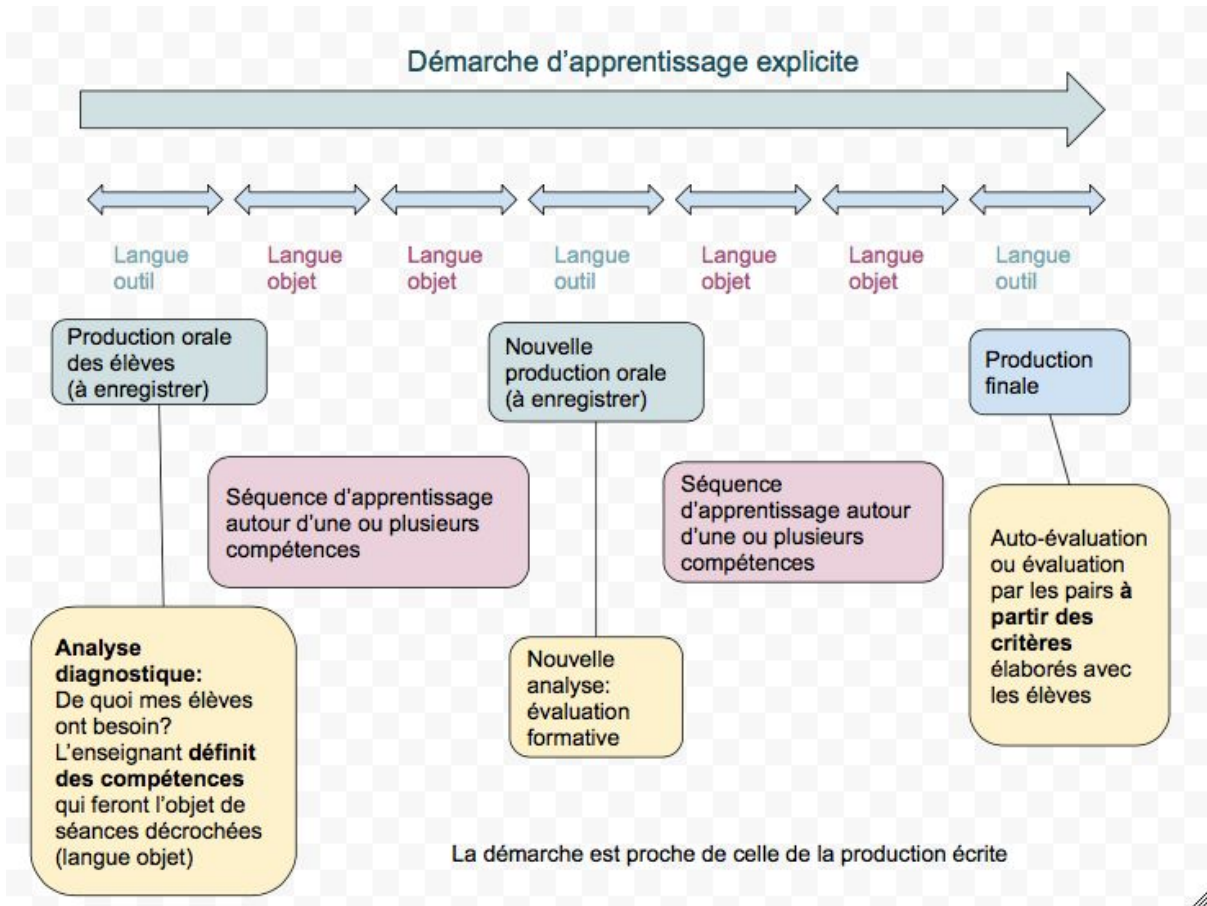 Démarche d'apprentissage explicite
Langue
outil
Langue
objet
Langue
objet
Langue
outil
Langue
objet
Langue
objet
Langue
outil
Production orale
des élèves
(à enregistrer)
Nouvelle
production orale
(à enregistrer)
Production
finale
Séquence d'apprentissage
autour d'une ou plusieurs
compétences
Séquence
d'apprentissage autour
d'une ou plusieurs
compétences
Auto-évaluation
ou évaluation
par les pairs à
partir des
critères
élaborés avec
les élèves
Analyse
diagnostique:
De quoi mes élèves
ont besoin?
L'enseignant définit
des compétences
qui feront l'objet de
séances décrochées
(langue objet)
Nouvelle
analyse:
évaluation
formative
La démarche est proche de celle de la production écrite